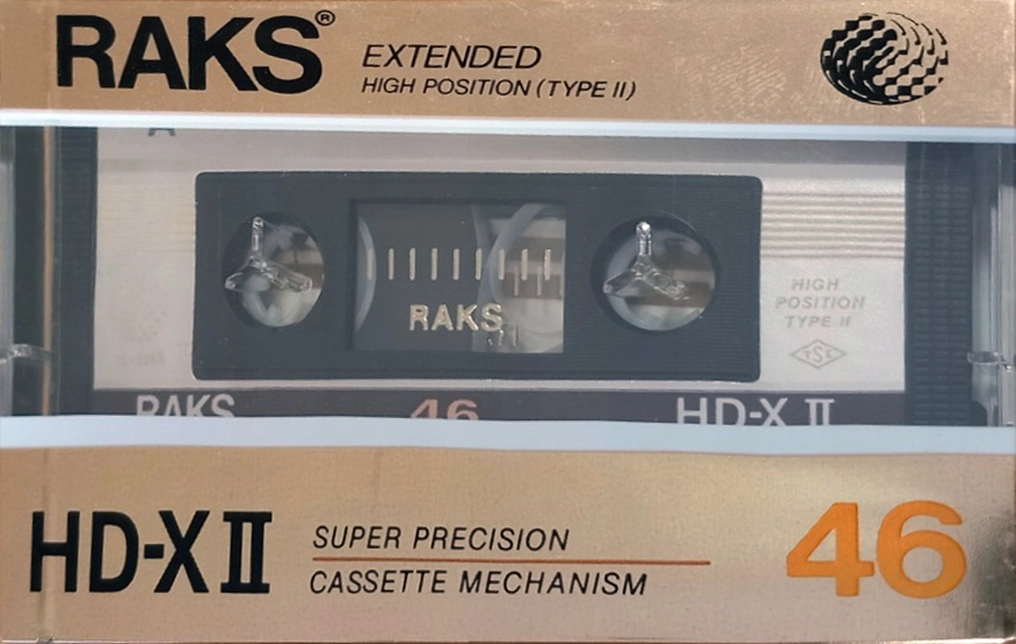 RAKS®
EXTENDED
HIGH POSITION (TYPE II)
A
RAKS
HIGH
POSITION
TYPE II
TSE
RAKS 46 HD-X II
HD-X II
SUPER PRECISION
CASSETTE MECHANISM
46